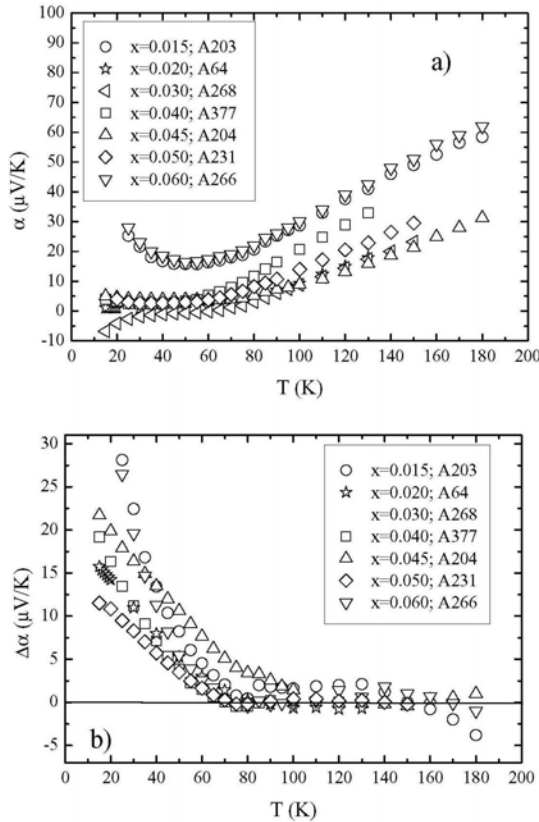 a)
x=0.015; A203
x=0.020; A64
x=0.030; A268
x=0.040; A377
x=0.045; A204
x=0.050; A231
x=0.060; A266
α (μV/K)
100
90
80
70
60
50
40
30
20
10
0
-10
0 20 40 60 80 100 120 140 160 180 200
T (K)
x=0.015; A203
x=0.020; A64
x=0.030; A268
x=0.040; A377
x=0.045; A204
x=0.050; A231
x=0.060; A266
Δα (μV/K)
30
25
20
15
10
5
0
-5
b)
0 20 40 60 80 100 120 140 160 180 200
T (K)